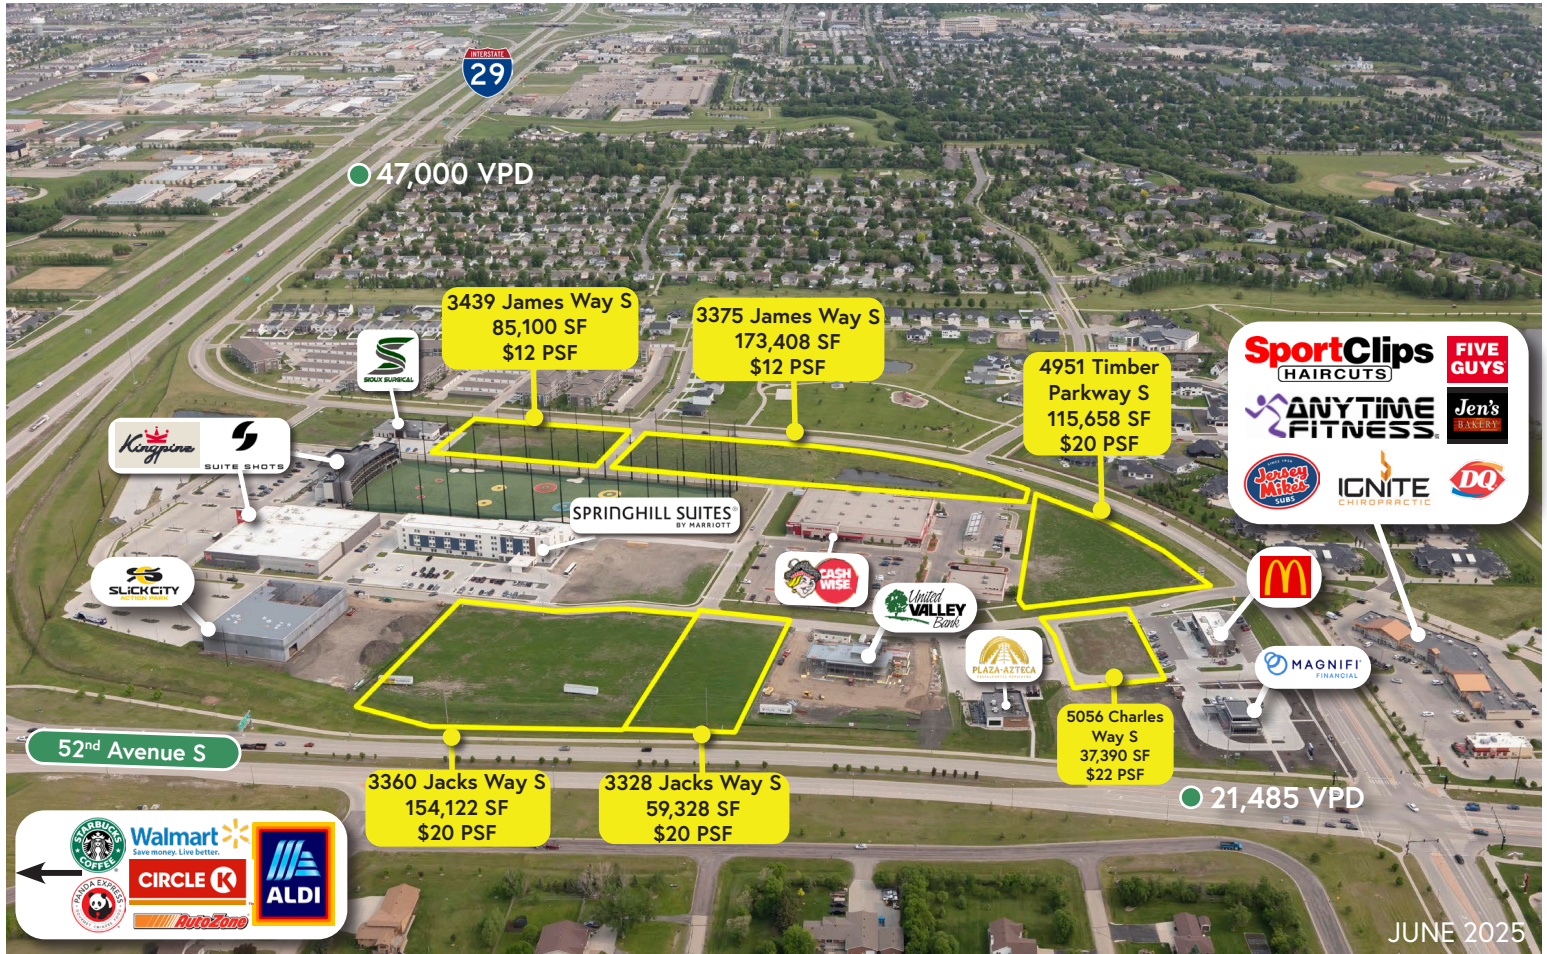 INTERSTATE
29
47,000 VPD
3439 James Way S
85,100 SF
$12 PSF
3375 James Way S
173,408 SF
$12 PSF
4951 Timber
Parkway S
115,658 SF
$20 PSF
SIOUX SURGICAL
Kingpinz
SUITE SHOTS
SPRINGHILL SUITES®
BY MARRIOTT
SLICK CITY
ACTION PARK
CASH
WISE
United
VALLEY
Bank
PLAZA-AZTECA
SportClips
HAIRCUTS
FIVE
GUYS
ANYTIME
FITNESS
Jen's
BAKERY
SINCE 1956
Jersey
Mike's
SUBS
IGNITE
CHIROPRACTIC
DQ
MAGNIFI
FINANCIAL
52nd Avenue S
3360 Jacks Way S
154,122 SF
$20 PSF
3328 Jacks Way S
59,328 SF
$20 PSF
5056 Charles
Way S
37,390 SF
$22 PSF
21,485 VPD
STARBUCKS
COFFEE
Walmart
Save money. Live better.
CIRCLE K
PANDA EXPRESS
AutoZone
ALDI
JUNE 2025